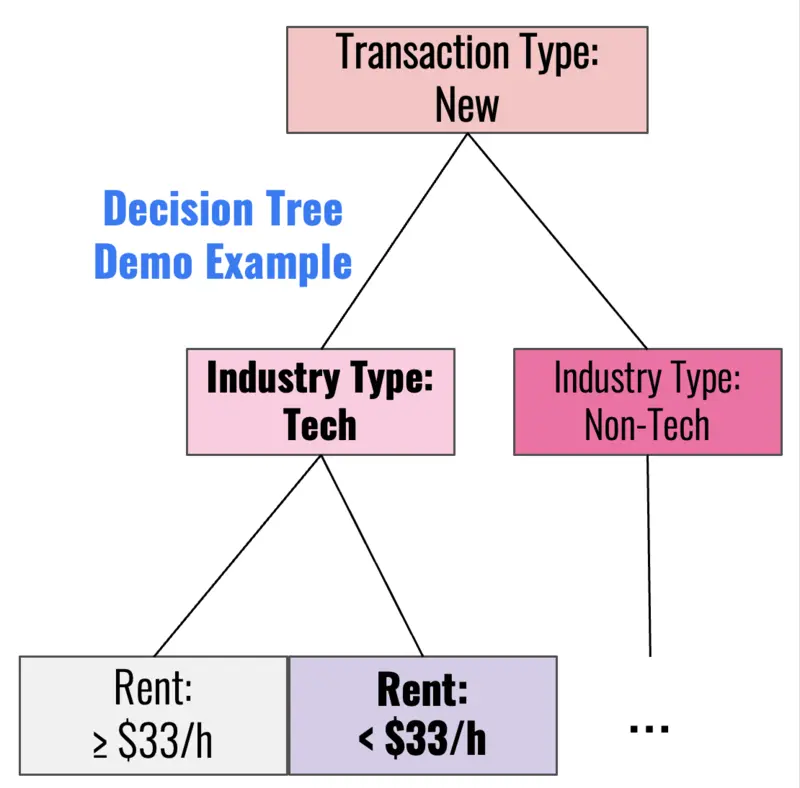 Transaction Type:
New
Decision Tree
Demo Example
Industry Type:
Tech
Industry Type:
Non-Tech
Rent:
≥ $33/h
Rent:
< $33/h
...